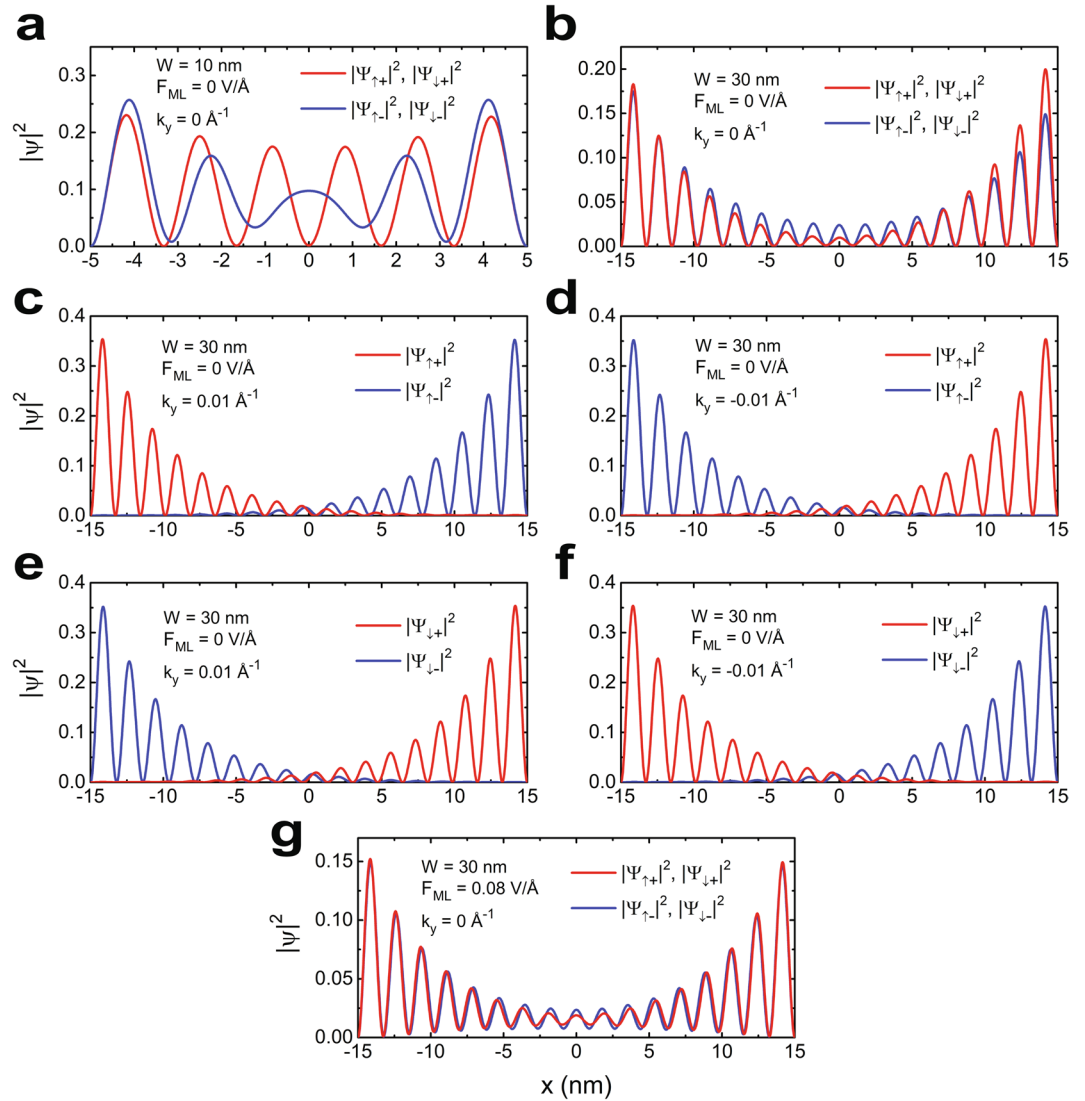 a
W = 10 nm
F_ML = 0 V/Å
k_y = 0 Å⁻¹
|Ψ↑+|², |Ψ↓+|²
|Ψ↑-|², |Ψ↓-|²
|ψ|²
0.3
0.2
0.1
0.0
-5 -4 -3 -2 -1 0 1 2 3 4 5
b
W = 30 nm
F_ML = 0 V/Å
k_y = 0 Å⁻¹
|Ψ↑+|², |Ψ↓+|²
|Ψ↑-|², |Ψ↓-|²
0.20
0.15
0.10
0.05
0.00
-15 -10 -5 0 5 10 15
c
W = 30 nm
F_ML = 0 V/Å
k_y = 0.01 Å⁻¹
|Ψ↑+|²
|Ψ↑-|²
|ψ|²
0.4
0.3
0.2
0.1
0.0
-15 -10 -5 0 5 10 15
d
W = 30 nm
F_ML = 0 V/Å
k_y = -0.01 Å⁻¹
|Ψ↑+|²
|Ψ↑-|²
0.4
0.3
0.2
0.1
0.0
-15 -10 -5 0 5 10 15
e
W = 30 nm
F_ML = 0 V/Å
k_y = 0.01 Å⁻¹
|Ψ↓+|²
|Ψ↓-|²
|ψ|²
0.4
0.3
0.2
0.1
0.0
-15 -10 -5 0 5 10 15
f
W = 30 nm
F_ML = 0 V/Å
k_y = -0.01 Å⁻¹
|Ψ↓+|²
|Ψ↓-|²
0.4
0.3
0.2
0.1
0.0
-15 -10 -5 0 5 10 15
g
W = 30 nm
F_ML = 0.08 V/Å
k_y = 0 Å⁻¹
|Ψ↑+|², |Ψ↓+|²
|Ψ↑-|², |Ψ↓-|²
|ψ|²
0.15
0.10
0.05
0.00
-15 -10 -5 0 5 10 15
x (nm)